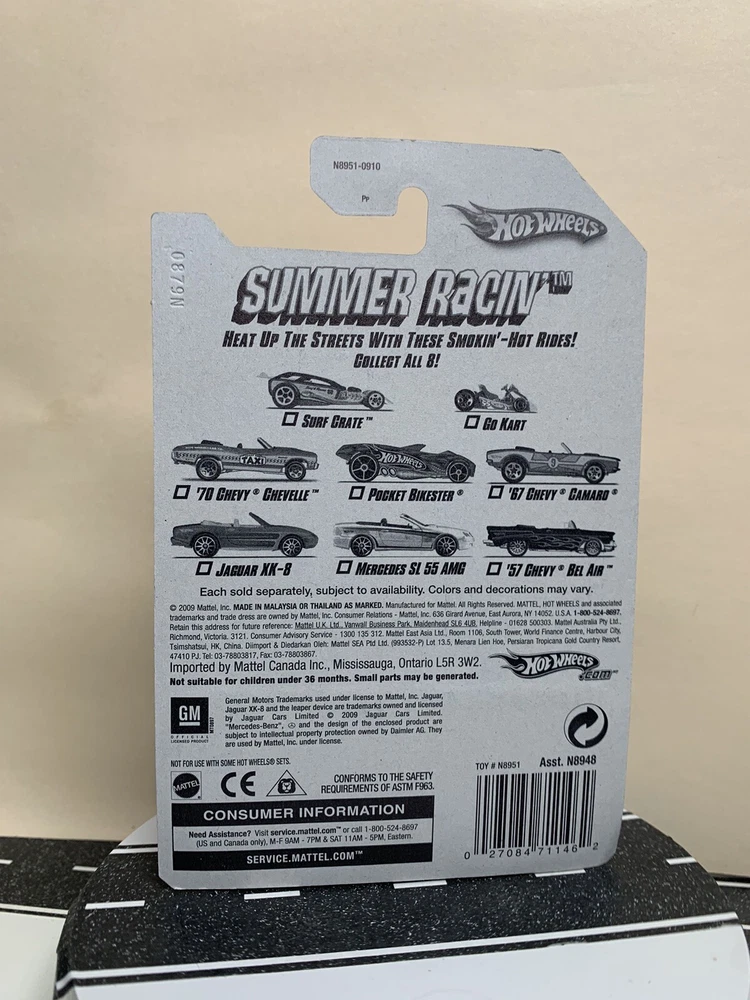 N8951-0910
PP
HOT WHEELS
N6780
SUMMER RACIN'™
HEAT UP THE STREETS WITH THESE SMOKIN'-HOT RIDES!
COLLECT ALL 8!
SURF CRATE™
GO KART
TAXI
HOT WHEELS
'70 CHEVY® CHEVELLE™
POCKET BIKESTER®
'67 CHEVY® CAMARO®
JAGUAR XK-8
MERCEDES SL 55 AMG
'57 CHEVY® BEL AIR™
Each sold separately, subject to availability. Colors and decorations may vary.
© 2009 Mattel, Inc. MADE IN MALAYSIA OR THAILAND AS MARKED. Manufactured for Mattel. All Rights Reserved. MATTEL, HOT WHEELS and associated
trademarks and trade dress are owned by Mattel, Inc. Consumer Relations - Mattel, Inc. 636 Girard Avenue, East Aurora, NY 14052. U.S.A. 1-800-524-8697.
Retain this address for future reference: Mattel U.K. Ltd., Vanwall Business Park, Maidenhead SL6 4UB, Helpline - 01628 500303. Mattel Australia Pty Ltd.,
Richmond, Victoria. 3121. Consumer Advisory Service - 1300 135 312. Mattel East Asia Ltd., Room 1106, South Tower, World Finance Centre, Harbour City,
Tsimshatsui, HK, China. Diimport & Diedarkan Oleh: Mattel SEA Ptd Ltd. (993532-P) Lot 13.5, Menara Lien Hoe, Persiaran Tropicana Gold Country Resort,
47410 PJ. Tel: 03-78803817, Fax: 03-78803867.
Imported by Mattel Canada Inc., Mississauga, Ontario L5R 3W2.
HOT WHEELS .COM
Not suitable for children under 36 months. Small parts may be generated.
GM
OFFICIAL
LICENSED PRODUCT
General Motors Trademarks used under license to Mattel, Inc. Jaguar,
Jaguar XK-8 and the leaper device are trademarks owned and licensed
by Jaguar Cars Limited © 2009 Jaguar Cars Limited.
"Mercedes-Benz", and the design of the enclosed product are
subject to intellectual property protection owned by Daimler AG. They
are used by Mattel, Inc. under license.
NOT FOR USE WITH SOME HOT WHEELS® SETS.
MATTEL
CE
CONFORMS TO THE SAFETY
REQUIREMENTS OF ASTM F963.
TOY # N8951 Asst. N8948
CONSUMER INFORMATION
Need Assistance? Visit service.mattel.com™ or call 1-800-524-8697
(US and Canada only), M-F 9AM - 7PM & SAT 11AM - 5PM, Eastern.
SERVICE.MATTEL.COM™
0 27084 71146 2